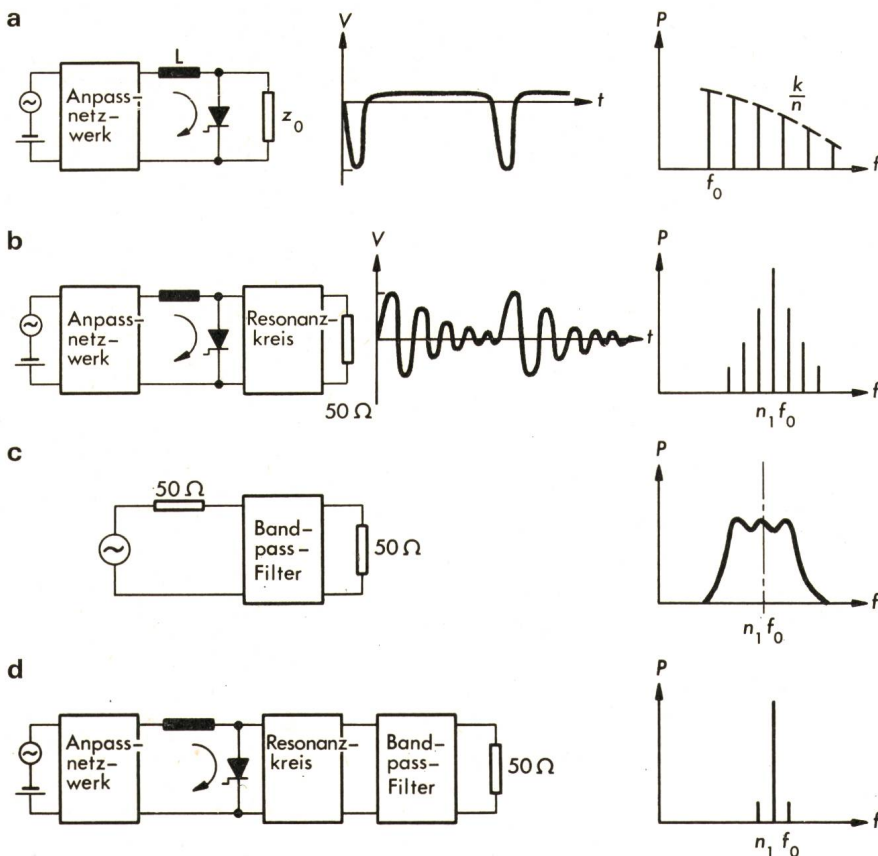 a
L
Anpass-
netz-
werk
z₀
V
t
P
k/n
f₀
f
b
Anpass-
netz-
werk
Resonanz-
kreis
50 Ω
V
t
P
n₁ f₀
f
c
50 Ω
Band-
pass-
Filter
50 Ω
P
n₁ f₀
f
d
Anpass-
netz-
werk
Resonanz-
kreis
Band-
pass-
Filter
50 Ω
P
n₁ f₀
f